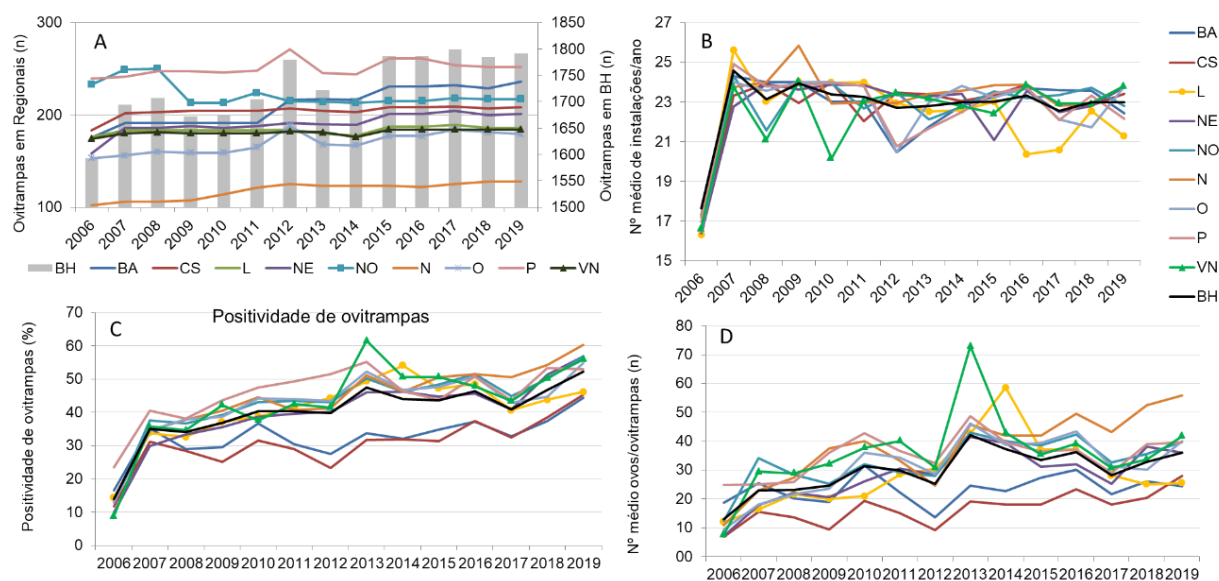 A
Ovitrampas em Regionais (n)
300
200
100
1850
1800
1750
1700
1650
1600
1550
1500
Ovitrampas em BH (n)
2006 2007 2008 2009 2010 2011 2012 2013 2014 2015 2016 2017 2018 2019
BH BA CS L NE NO N O P VN
B
Nº médio de instalações/ano
27
25
23
21
19
17
15
2006 2007 2008 2009 2010 2011 2012 2013 2014 2015 2016 2017 2018 2019
BA
CS
L
NE
NO
N
O
P
VN
BH
C
Positividade de ovitrampas
Positividade de ovitrampas (%)
70
60
50
40
30
20
10
0
2006 2007 2008 2009 2010 2011 2012 2013 2014 2015 2016 2017 2018 2019
D
Nº médio ovos/ovitrampas (n)
80
70
60
50
40
30
20
10
00
2006 2007 2008 2009 2010 2011 2012 2013 2014 2015 2016 2017 2018 2019